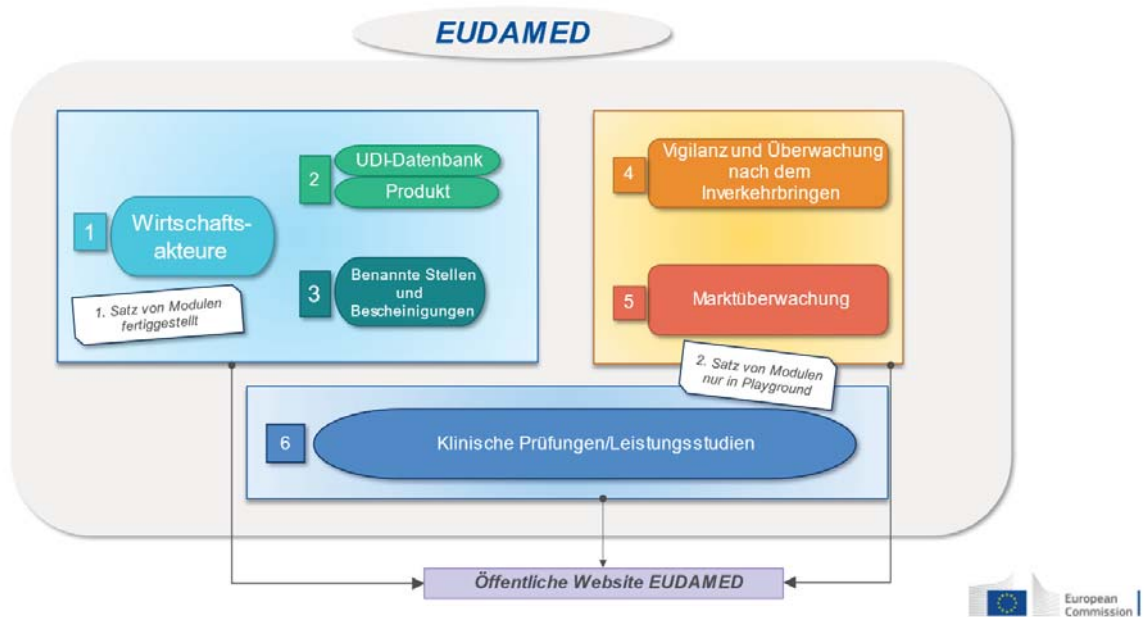 EUDAMED
1
Wirtschafts-
akteure
2
UDI-Datenbank
Produkt
3
Benannte Stellen
und
Bescheinigungen
1. Satz von Modulen
fertiggestellt
4
Vigilanz und Überwachung
nach dem
Inverkehrbringen
5
Marktüberwachung
2. Satz von Modulen
nur in Playground
6
Klinische Prüfungen/Leistungsstudien
Öffentliche Website EUDAMED
European
Commission